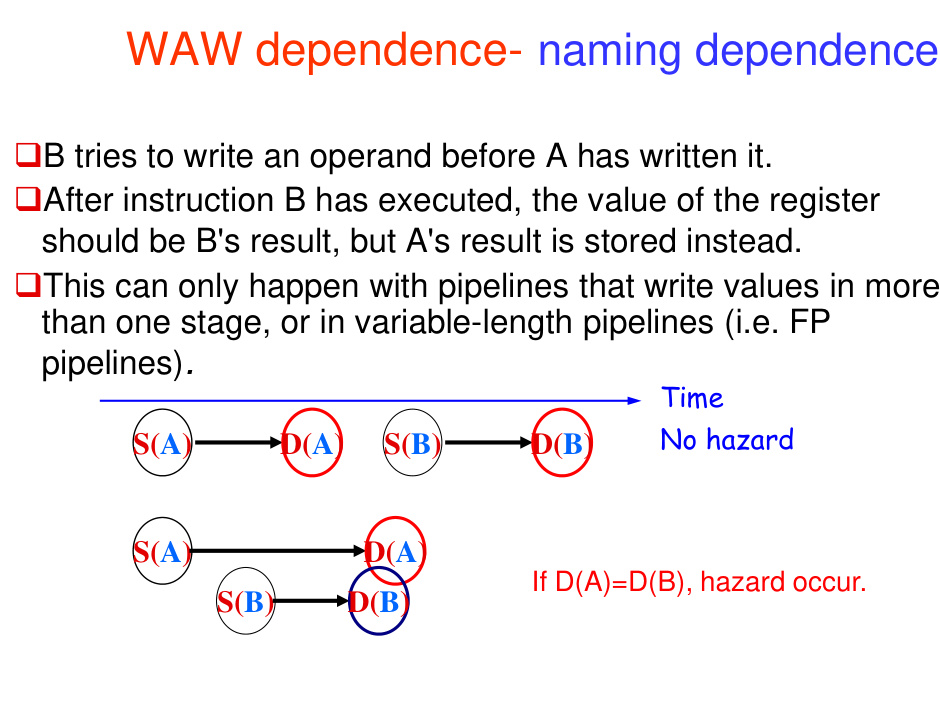 WAW dependence- naming dependence
❑B tries to write an operand before A has written it.
❑After instruction B has executed, the value of the register
should be B's result, but A's result is stored instead.
❑This can only happen with pipelines that write values in more
than one stage, or in variable-length pipelines (i.e. FP
pipelines).
Time
S(A) D(A) S(B) D(B) No hazard
S(A) D(A)
If D(A)=D(B), hazard occur.
S(B) D(B)